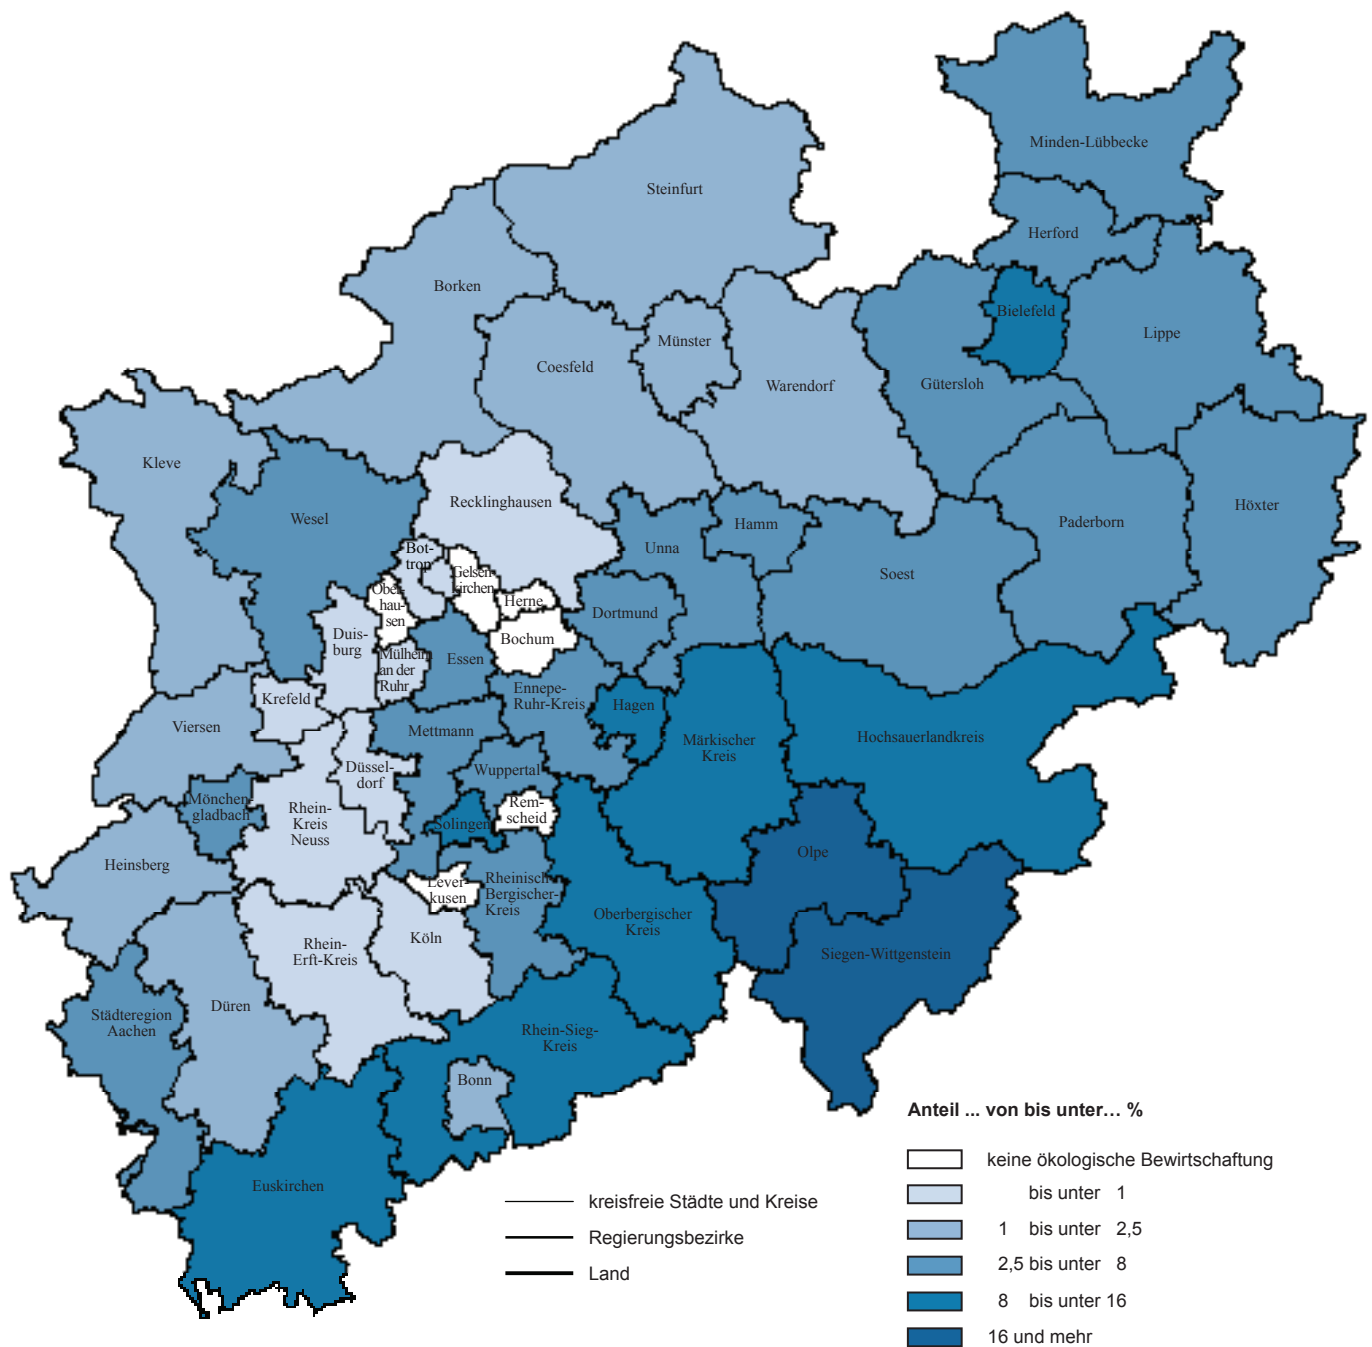 Minden-Lübbecke
Steinfurt
Herford
Borken
Bielefeld
Münster
Lippe
Coesfeld
Warendorf
Gütersloh
Kleve
Recklinghausen
Höxter
Wesel
Hamm
Paderborn
Unna
Bot-
trop
Gelsen-
kirchen
Soest
Ober-
hau-
sen
Herne
Dortmund
Duis-
burg
Bochum
Mülheim
an der
Ruhr
Essen
Ennepe-
Ruhr-Kreis
Krefeld
Hagen
Viersen
Mettmann
Märkischer
Kreis
Hochsauerlandkreis
Düssel-
dorf
Wuppertal
Mönchen-
gladbach
Rhein-
Kreis
Neuss
Rem-
scheid
Solingen
Olpe
Heinsberg
Lever-
kusen
Rheinisch-
Bergischer-
Kreis
Oberbergischer
Kreis
Köln
Rhein-
Erft-Kreis
Siegen-Wittgenstein
Düren
Städteregion
Aachen
Rhein-Sieg-
Kreis
Bonn
Euskirchen
kreisfreie Städte und Kreise
Regierungsbezirke
Land
Anteil ... von bis unter… %
keine ökologische Bewirtschaftung
bis unter 1
1 bis unter 2,5
2,5 bis unter 8
8 bis unter 16
16 und mehr